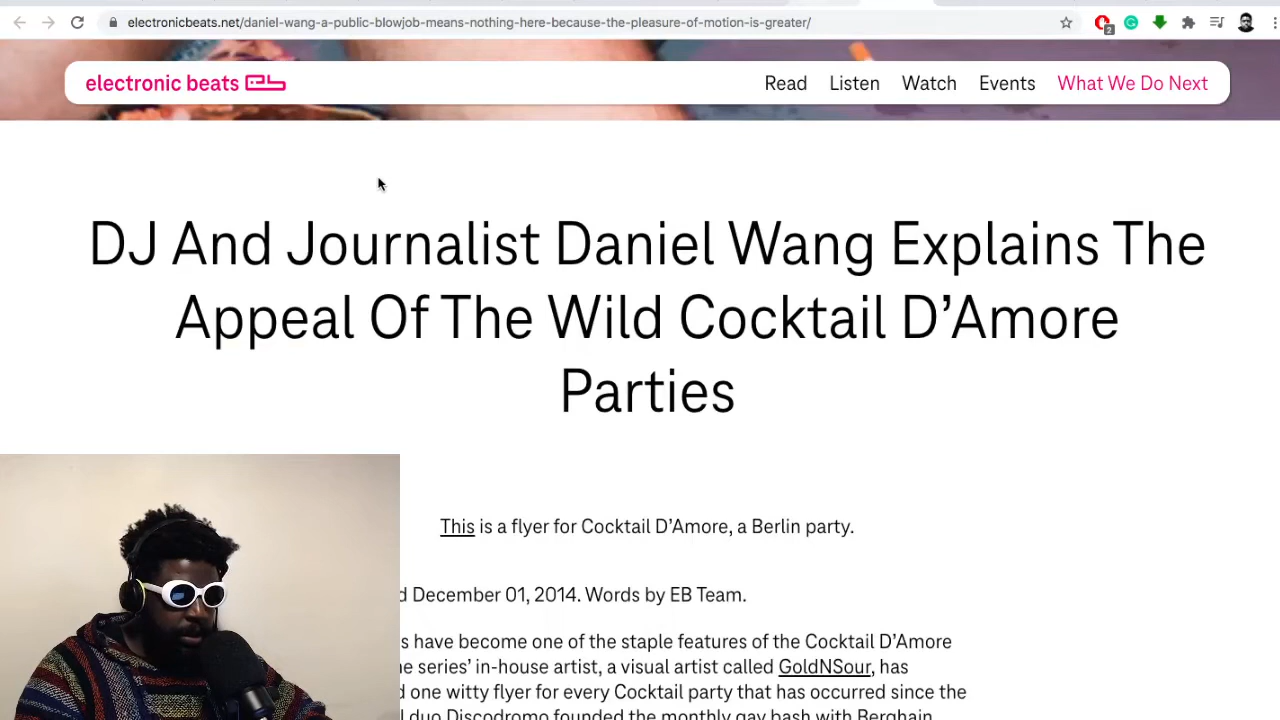 electronicbeats.net/daniel-wang-a-public-blowjob-means-nothing-here-because-the-pleasure-of-motion-is-greater/
2
electronic beats eb
Read Listen Watch Events What We Do Next
DJ And Journalist Daniel Wang Explains The
Appeal Of The Wild Cocktail D’Amore
Parties
This is a flyer for Cocktail D’Amore, a Berlin party.
d December 01, 2014. Words by EB Team.
s have become one of the staple features of the Cocktail D’Amore
e series’ in-house artist, a visual artist called GoldNSour, has
d one witty flyer for every Cocktail party that has occurred since the
l duo Discodromo founded the monthly gay bash with Berghain